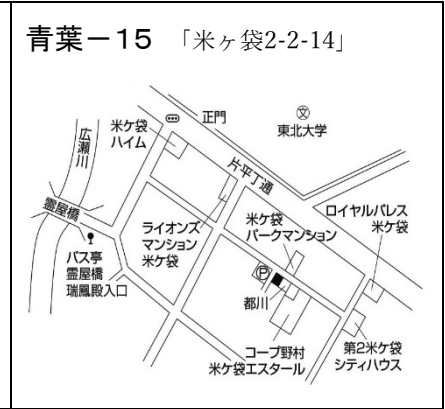 青葉－15 「米ヶ袋2-2-14」
正門
文
東北大学
米ケ袋
ハイム
広瀬川
片平丁通
霊屋橋
バス亭
霊屋橋
瑞鳳殿入口
ライオンズ
マンション
米ケ袋
米ケ袋
パークマンション
ロイヤルパレス
米ケ袋
P
都川
コープ野村
米ケ袋エスタール
第2米ケ袋
シティハウス